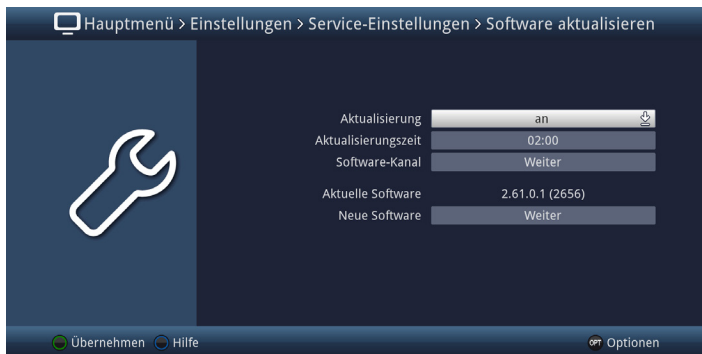 Hauptmenü > Einstellungen > Service-Einstellungen > Software aktualisieren
Aktualisierung an
Aktualisierungszeit 02:00
Software-Kanal Weiter
Aktuelle Software 2.61.0.1 (2656)
Neue Software Weiter
Übernehmen Hilfe OPT Optionen